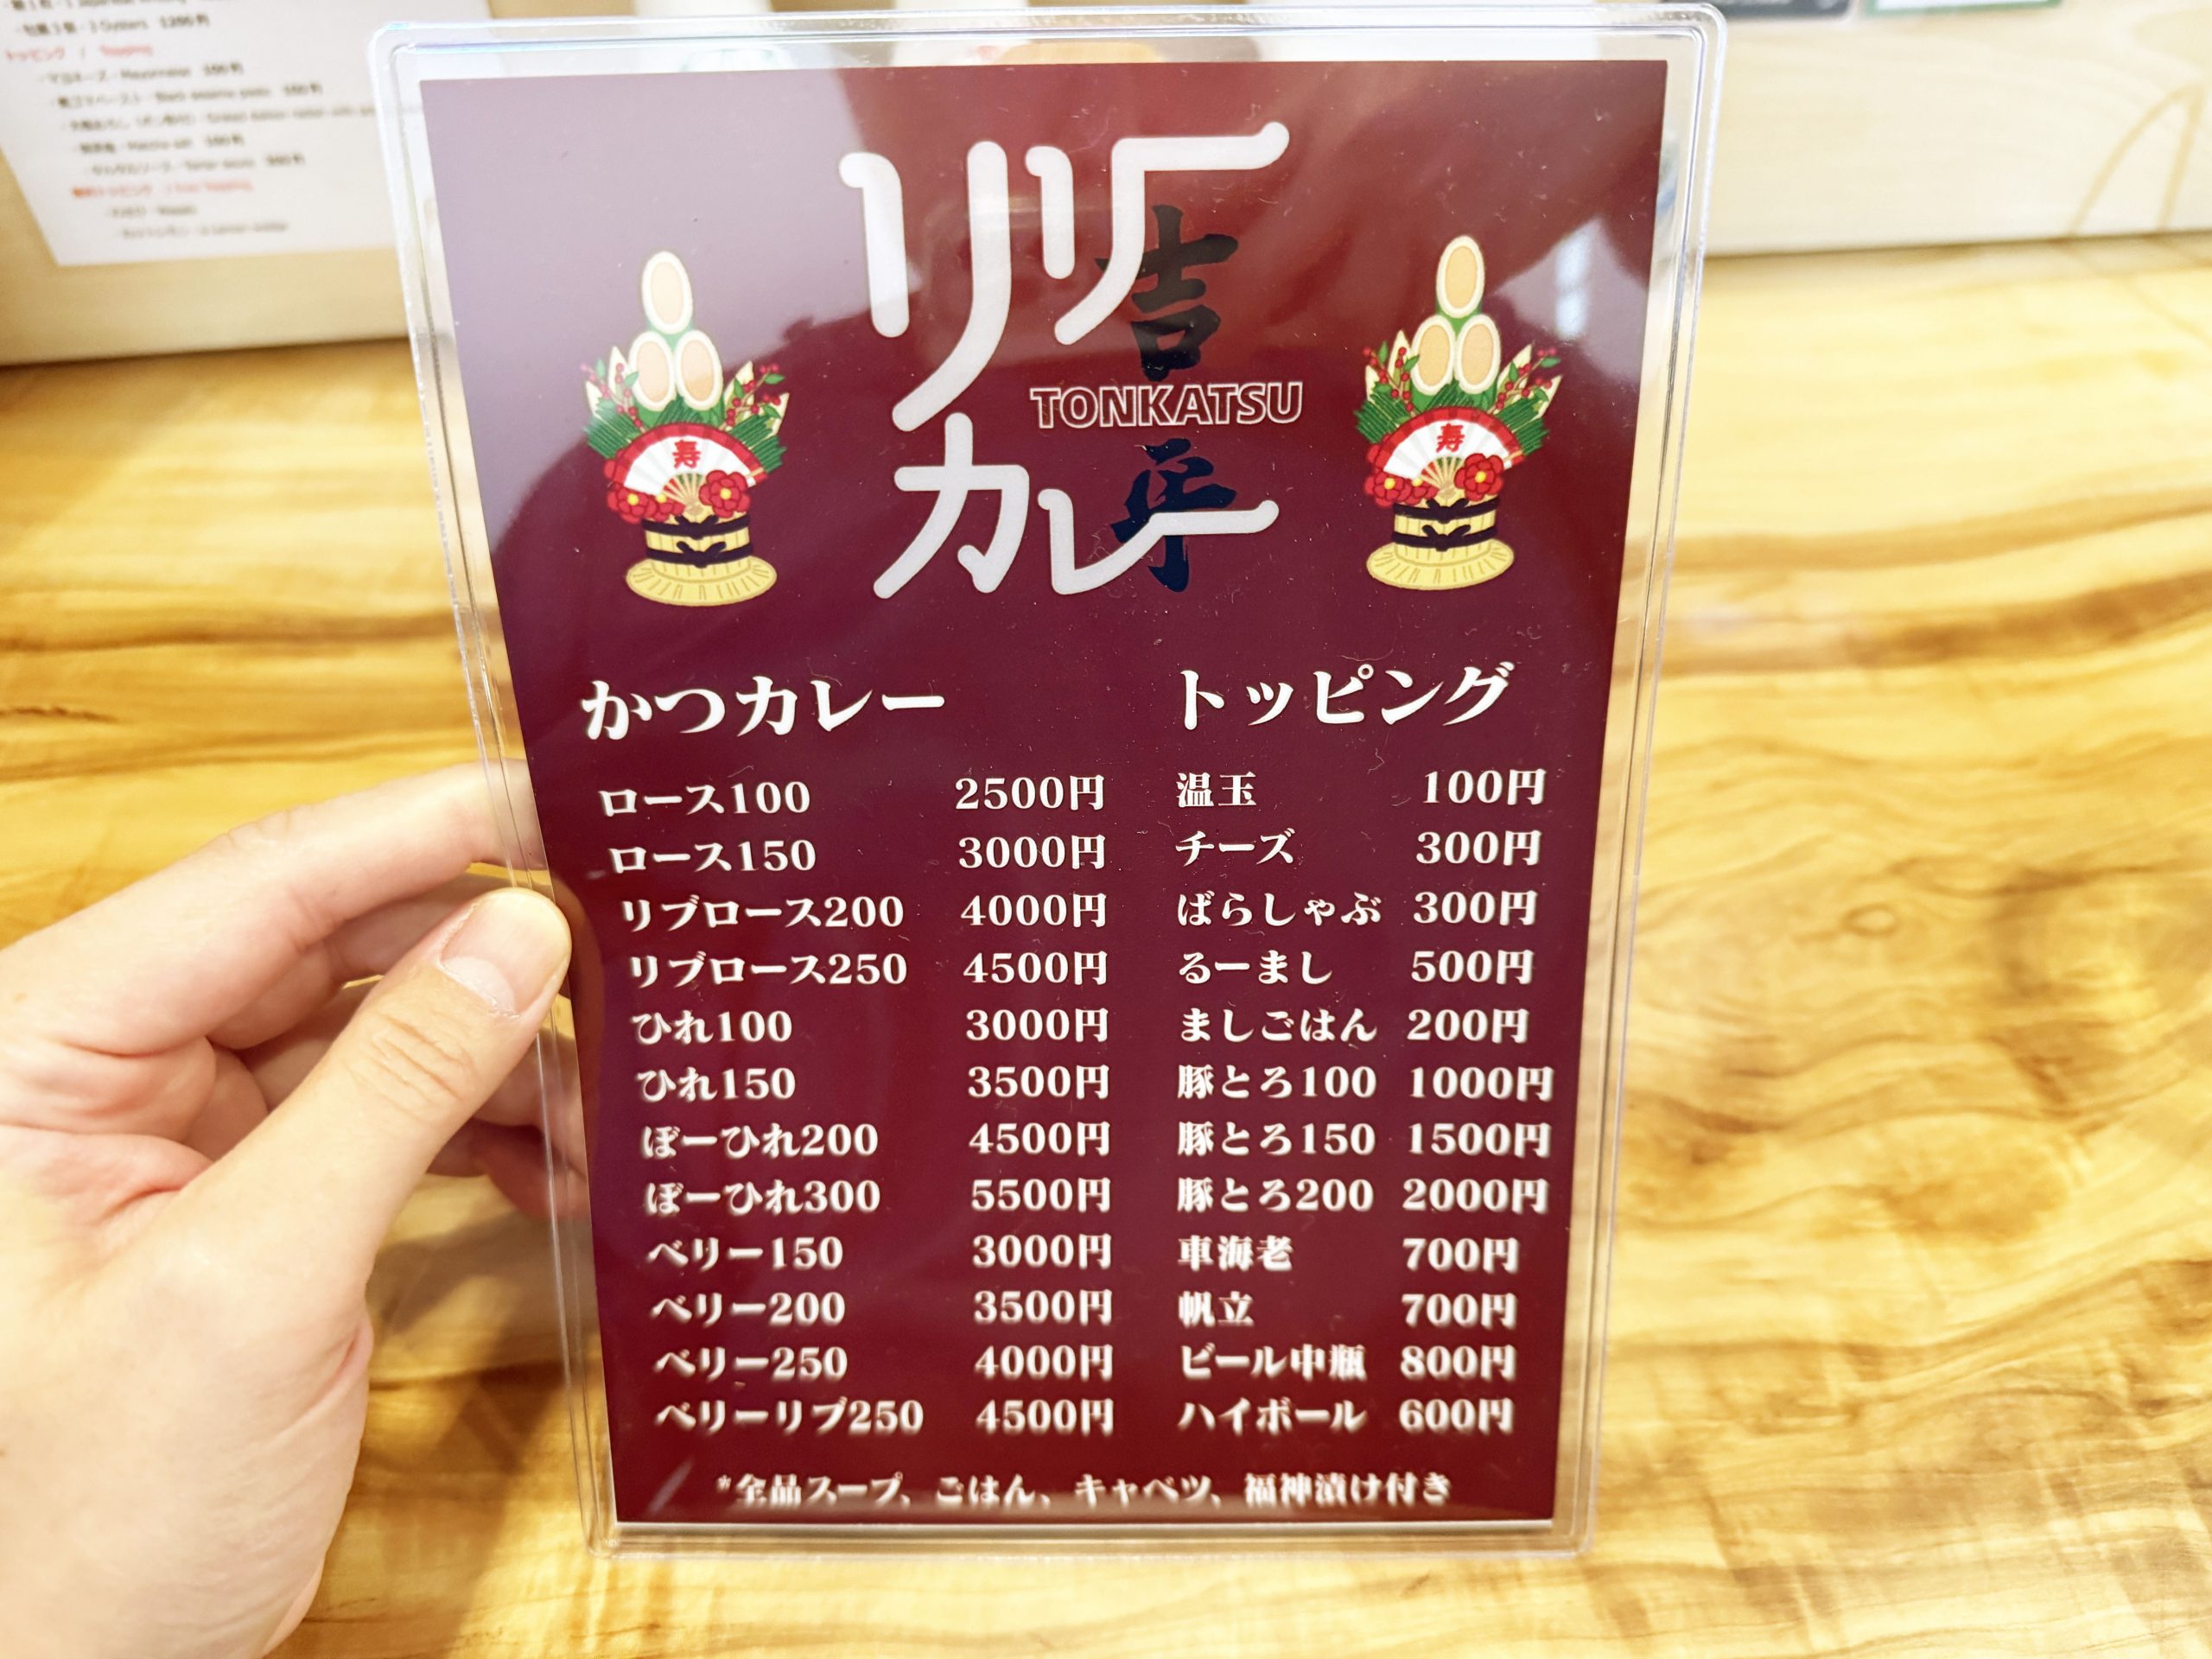 リツ
カレー
吉
TONKATSU
平
寿
寿
かつカレー
ロース100 2500円
ロース150 3000円
リブロース200 4000円
リブロース250 4500円
ひれ100 3000円
ひれ150 3500円
ぼーひれ200 4500円
ぼーひれ300 5500円
ベリー150 3000円
ベリー200 3500円
ベリー250 4000円
ベリーリブ250 4500円
トッピング
温玉 100円
チーズ 300円
ばらしゃぶ 300円
るーまし 500円
ましごはん 200円
豚とろ100 1000円
豚とろ150 1500円
豚とろ200 2000円
車海老 700円
帆立 700円
ビール中瓶 800円
ハイボール 600円
*全品スープ、ごはん、キャベツ、福神漬け付き